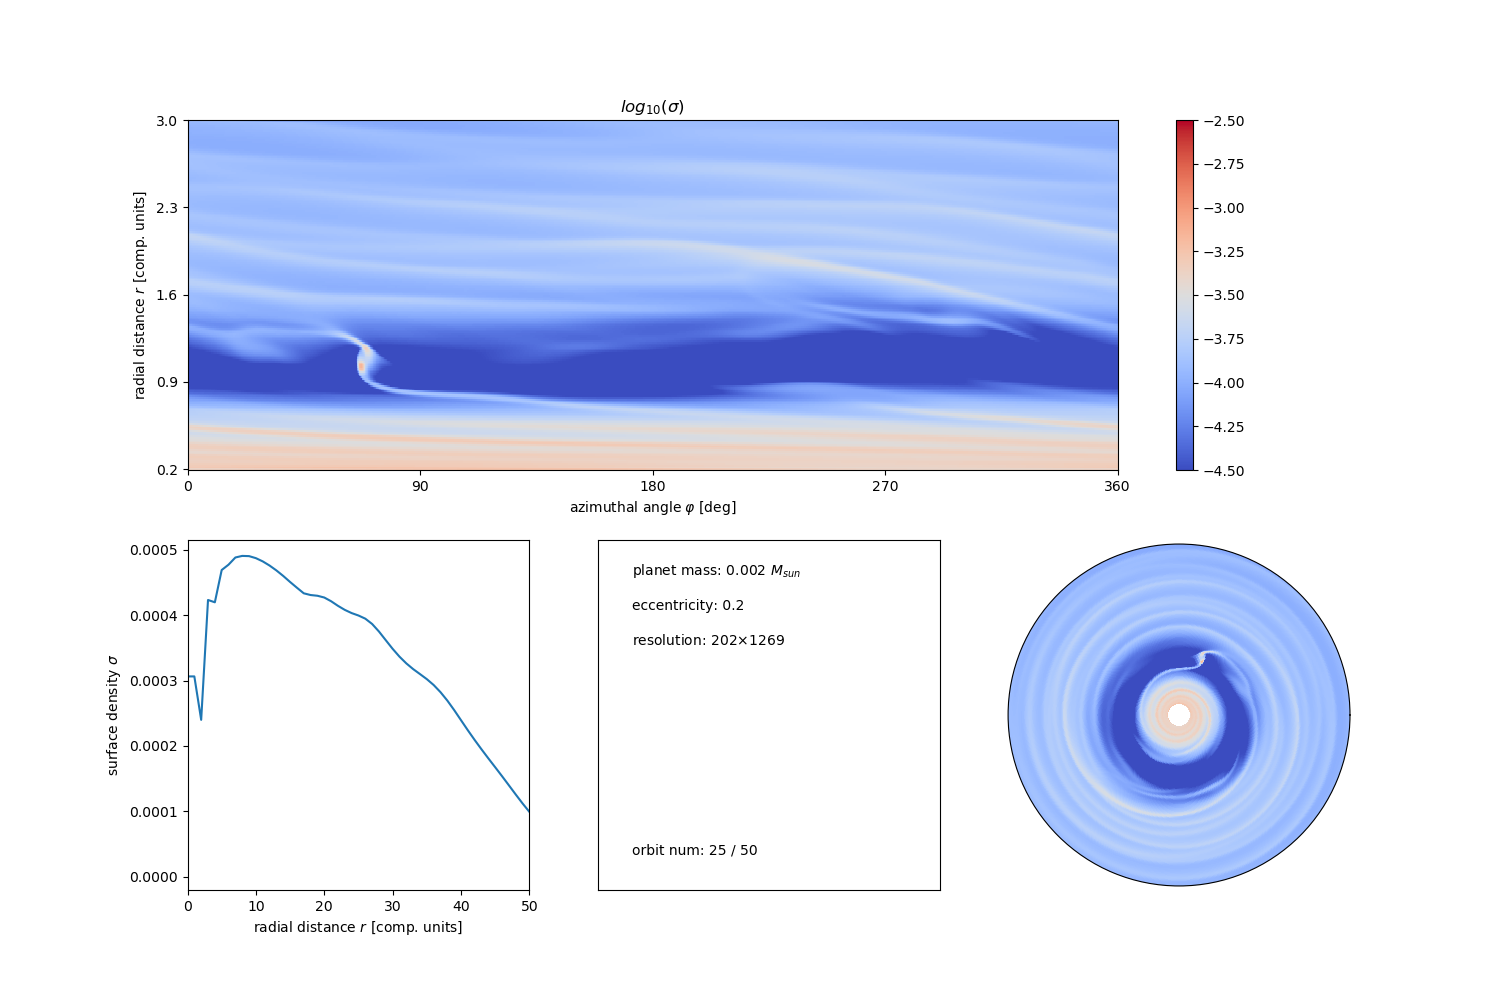 log₁₀(σ)
3.0
2.3
1.6
0.9
0.2
radial distance r [comp. units]
0 90 180 270 360
azimuthal angle φ [deg]
−2.50
−2.75
−3.00
−3.25
−3.50
−3.75
−4.00
−4.25
−4.50
0.0005
0.0004
0.0003
0.0002
0.0001
0.0000
surface density σ
0 10 20 30 40 50
radial distance r [comp. units]
planet mass: 0.002 M_sun
eccentricity: 0.2
resolution: 202×1269
orbit num: 25 / 50